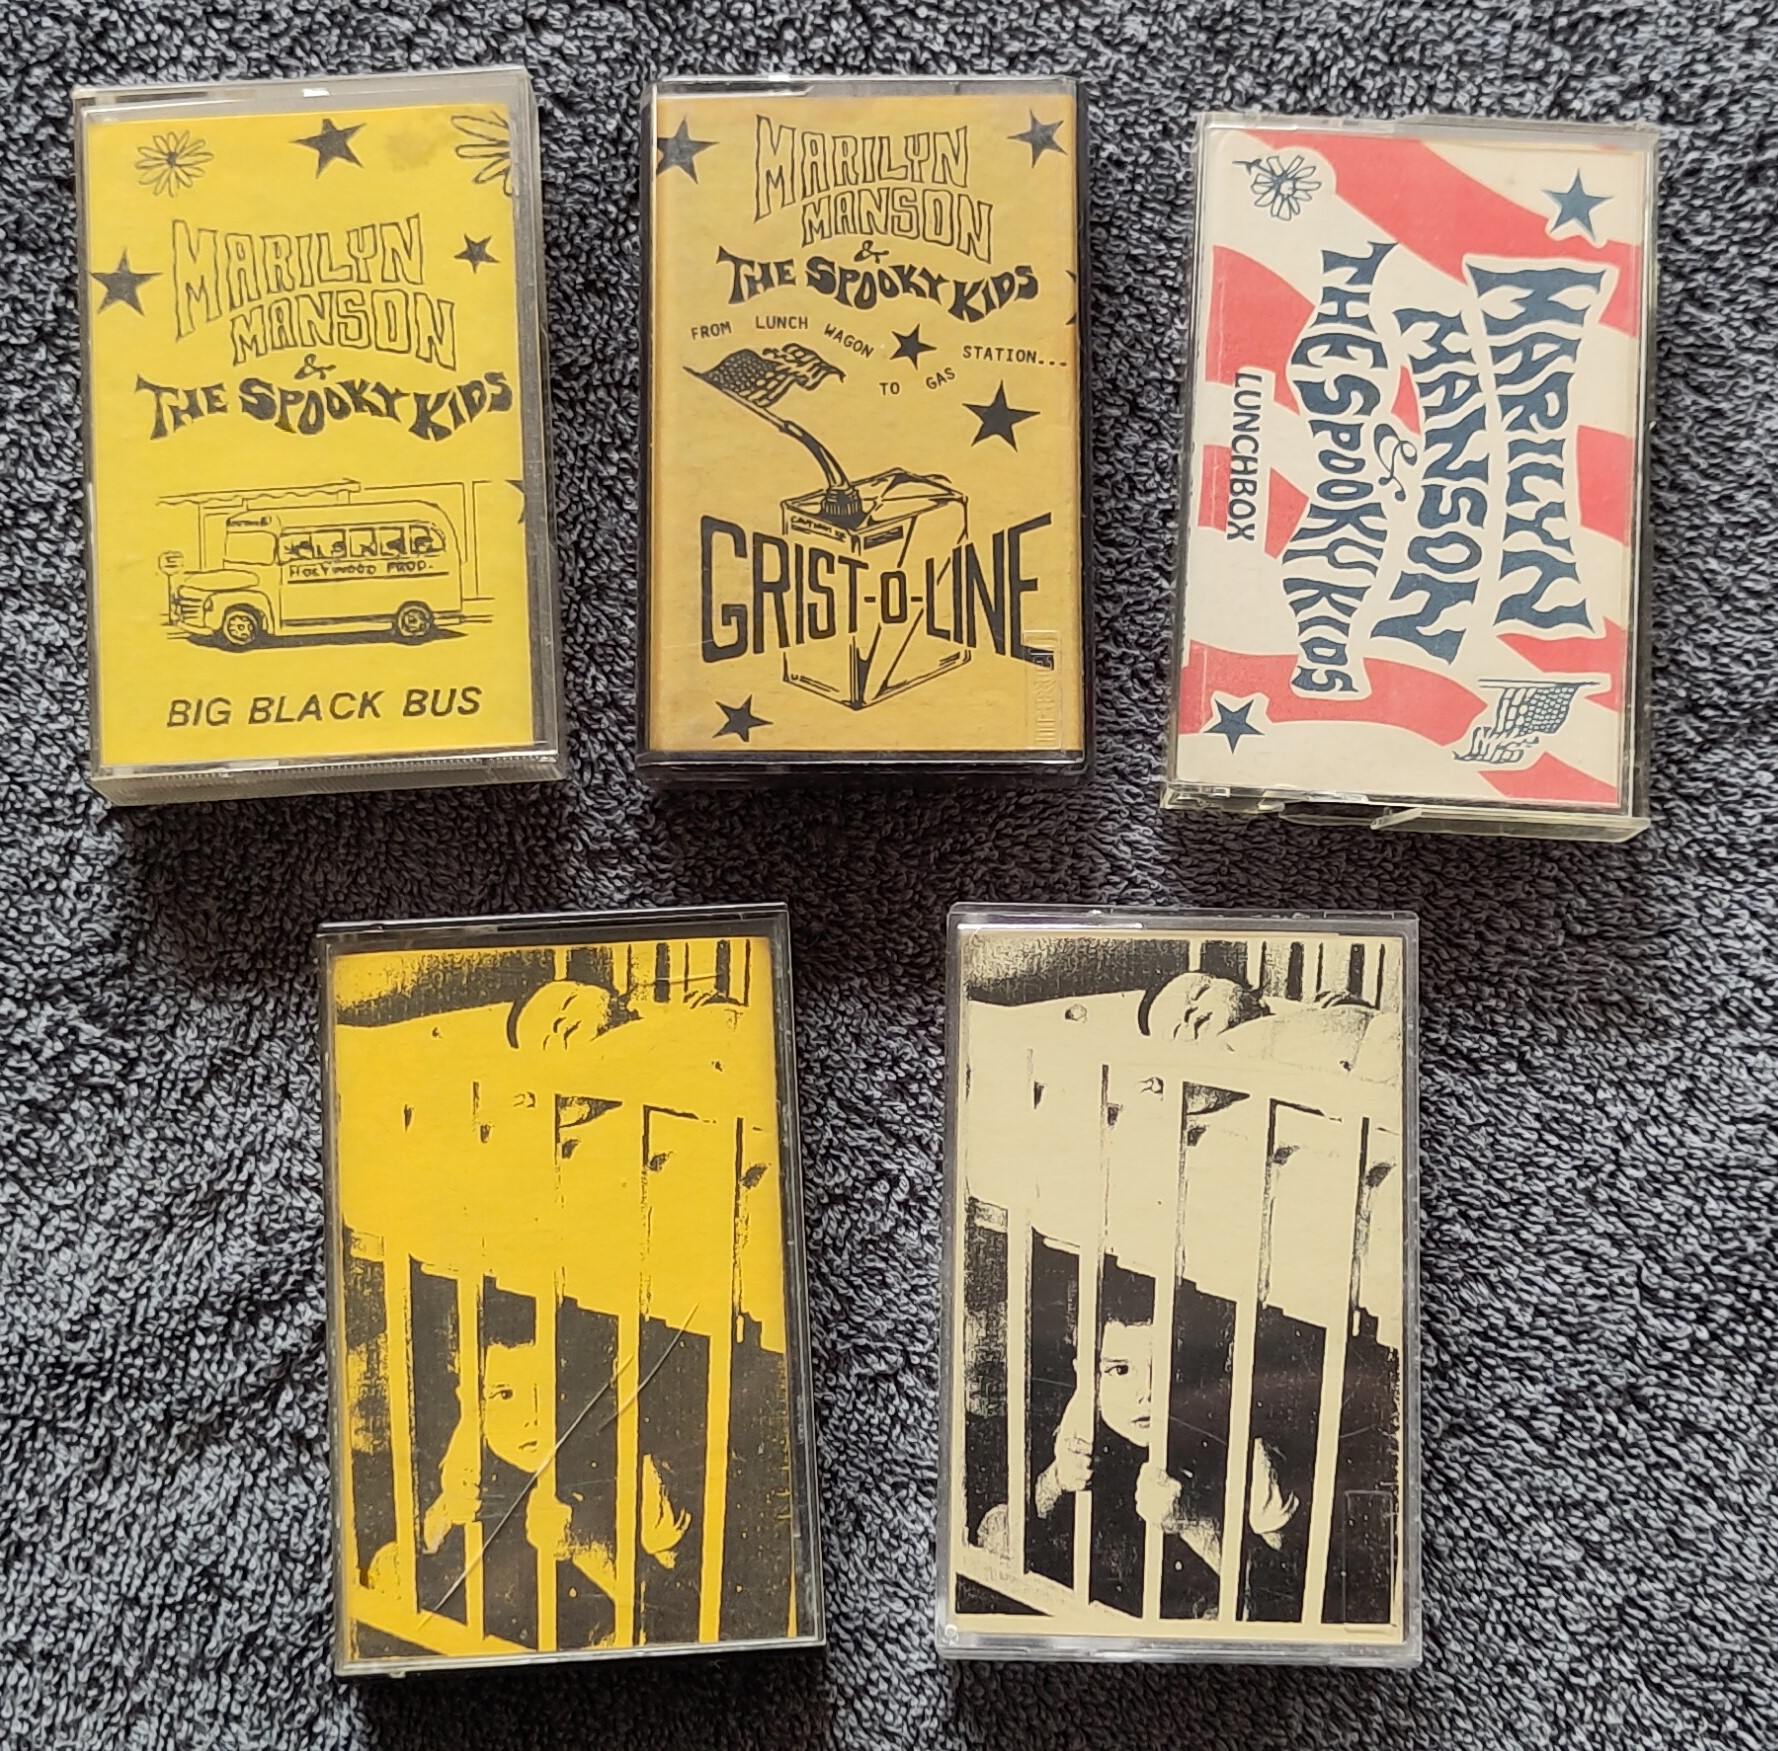 MARILYN
MANSON
&
THE SPOOKY KIDS
HOLYWOOD PROD.
BIG BLACK BUS
MARILYN
MANSON
&
THE SPOOKY KIDS
FROM LUNCH WAGON
TO GAS
STATION...
GRIST-O-LINE
MARILYN
MANSON
&
THE SPOOKY KIDS
LUNCHBOX